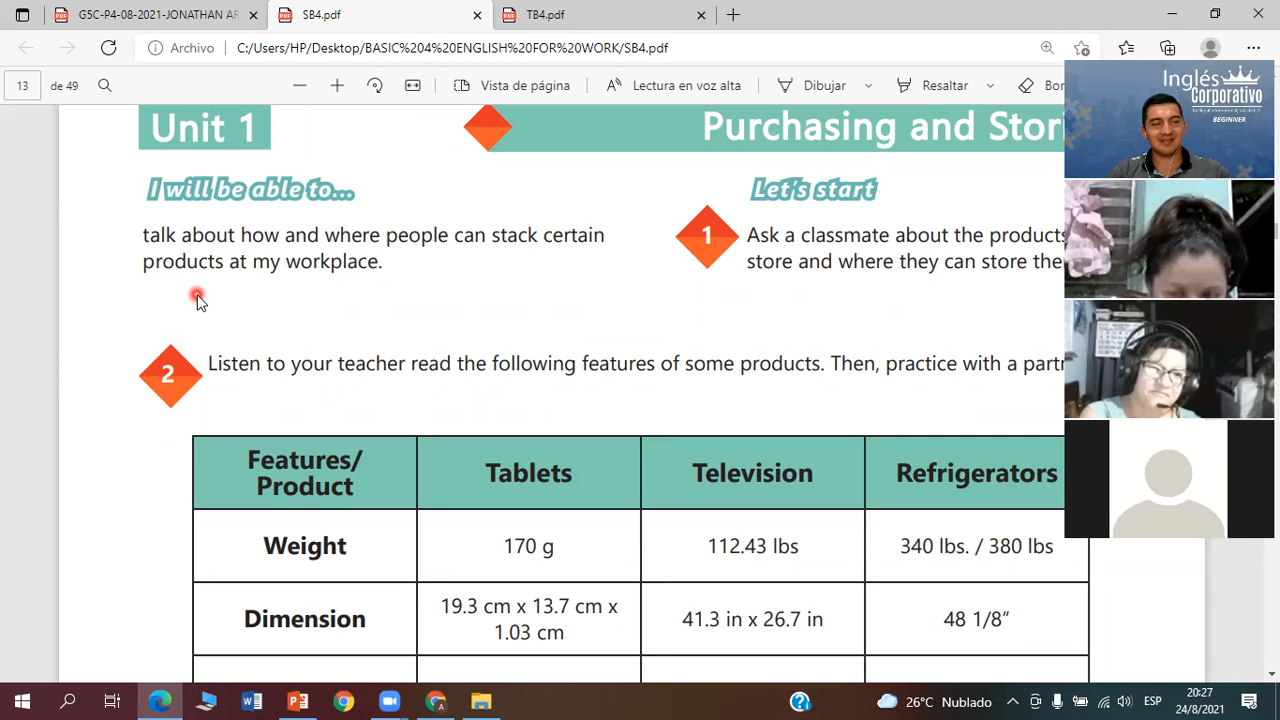 G5C-P4-08-2021-JONATHAN AR
SB4.pdf
TB4.pdf
Archivo
C:/Users/HP/Desktop/BASIC%204%20ENGLISH%20FOR%20WORK/SB4.pdf
13
de 49
Vista de página
Lectura en voz alta
Dibujar
Resaltar
Bor
Inglés
Corporativo
BEGINNER
Unit 1
Purchasing and Stori
I will be able to...
talk about how and where people can stack certain
products at my workplace.
Let's start
1
Ask a classmate about the products
store and where they can store the
2
Listen to your teacher read the following features of some products. Then, practice with a partn
Features/
Product
Tablets
Television
Refrigerators
Weight
170 g
112.43 lbs
340 lbs. / 380 lbs
Dimension
19.3 cm x 13.7 cm x
1.03 cm
41.3 in x 26.7 in
48 1/8”
26°C Nublado
ESP
20:27
24/8/2021